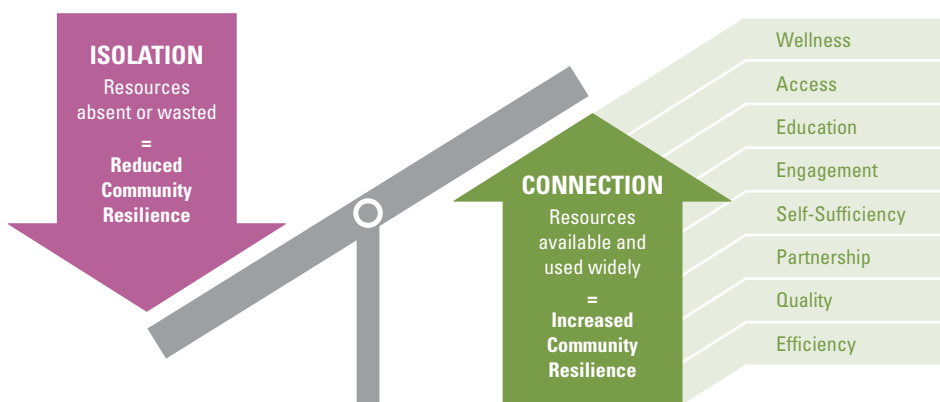 ISOLATION
Resources
absent or wasted
=
Reduced
Community
Resilience
CONNECTION
Resources
available and
used widely
=
Increased
Community
Resilience
Wellness
Access
Education
Engagement
Self-Sufficiency
Partnership
Quality
Efficiency